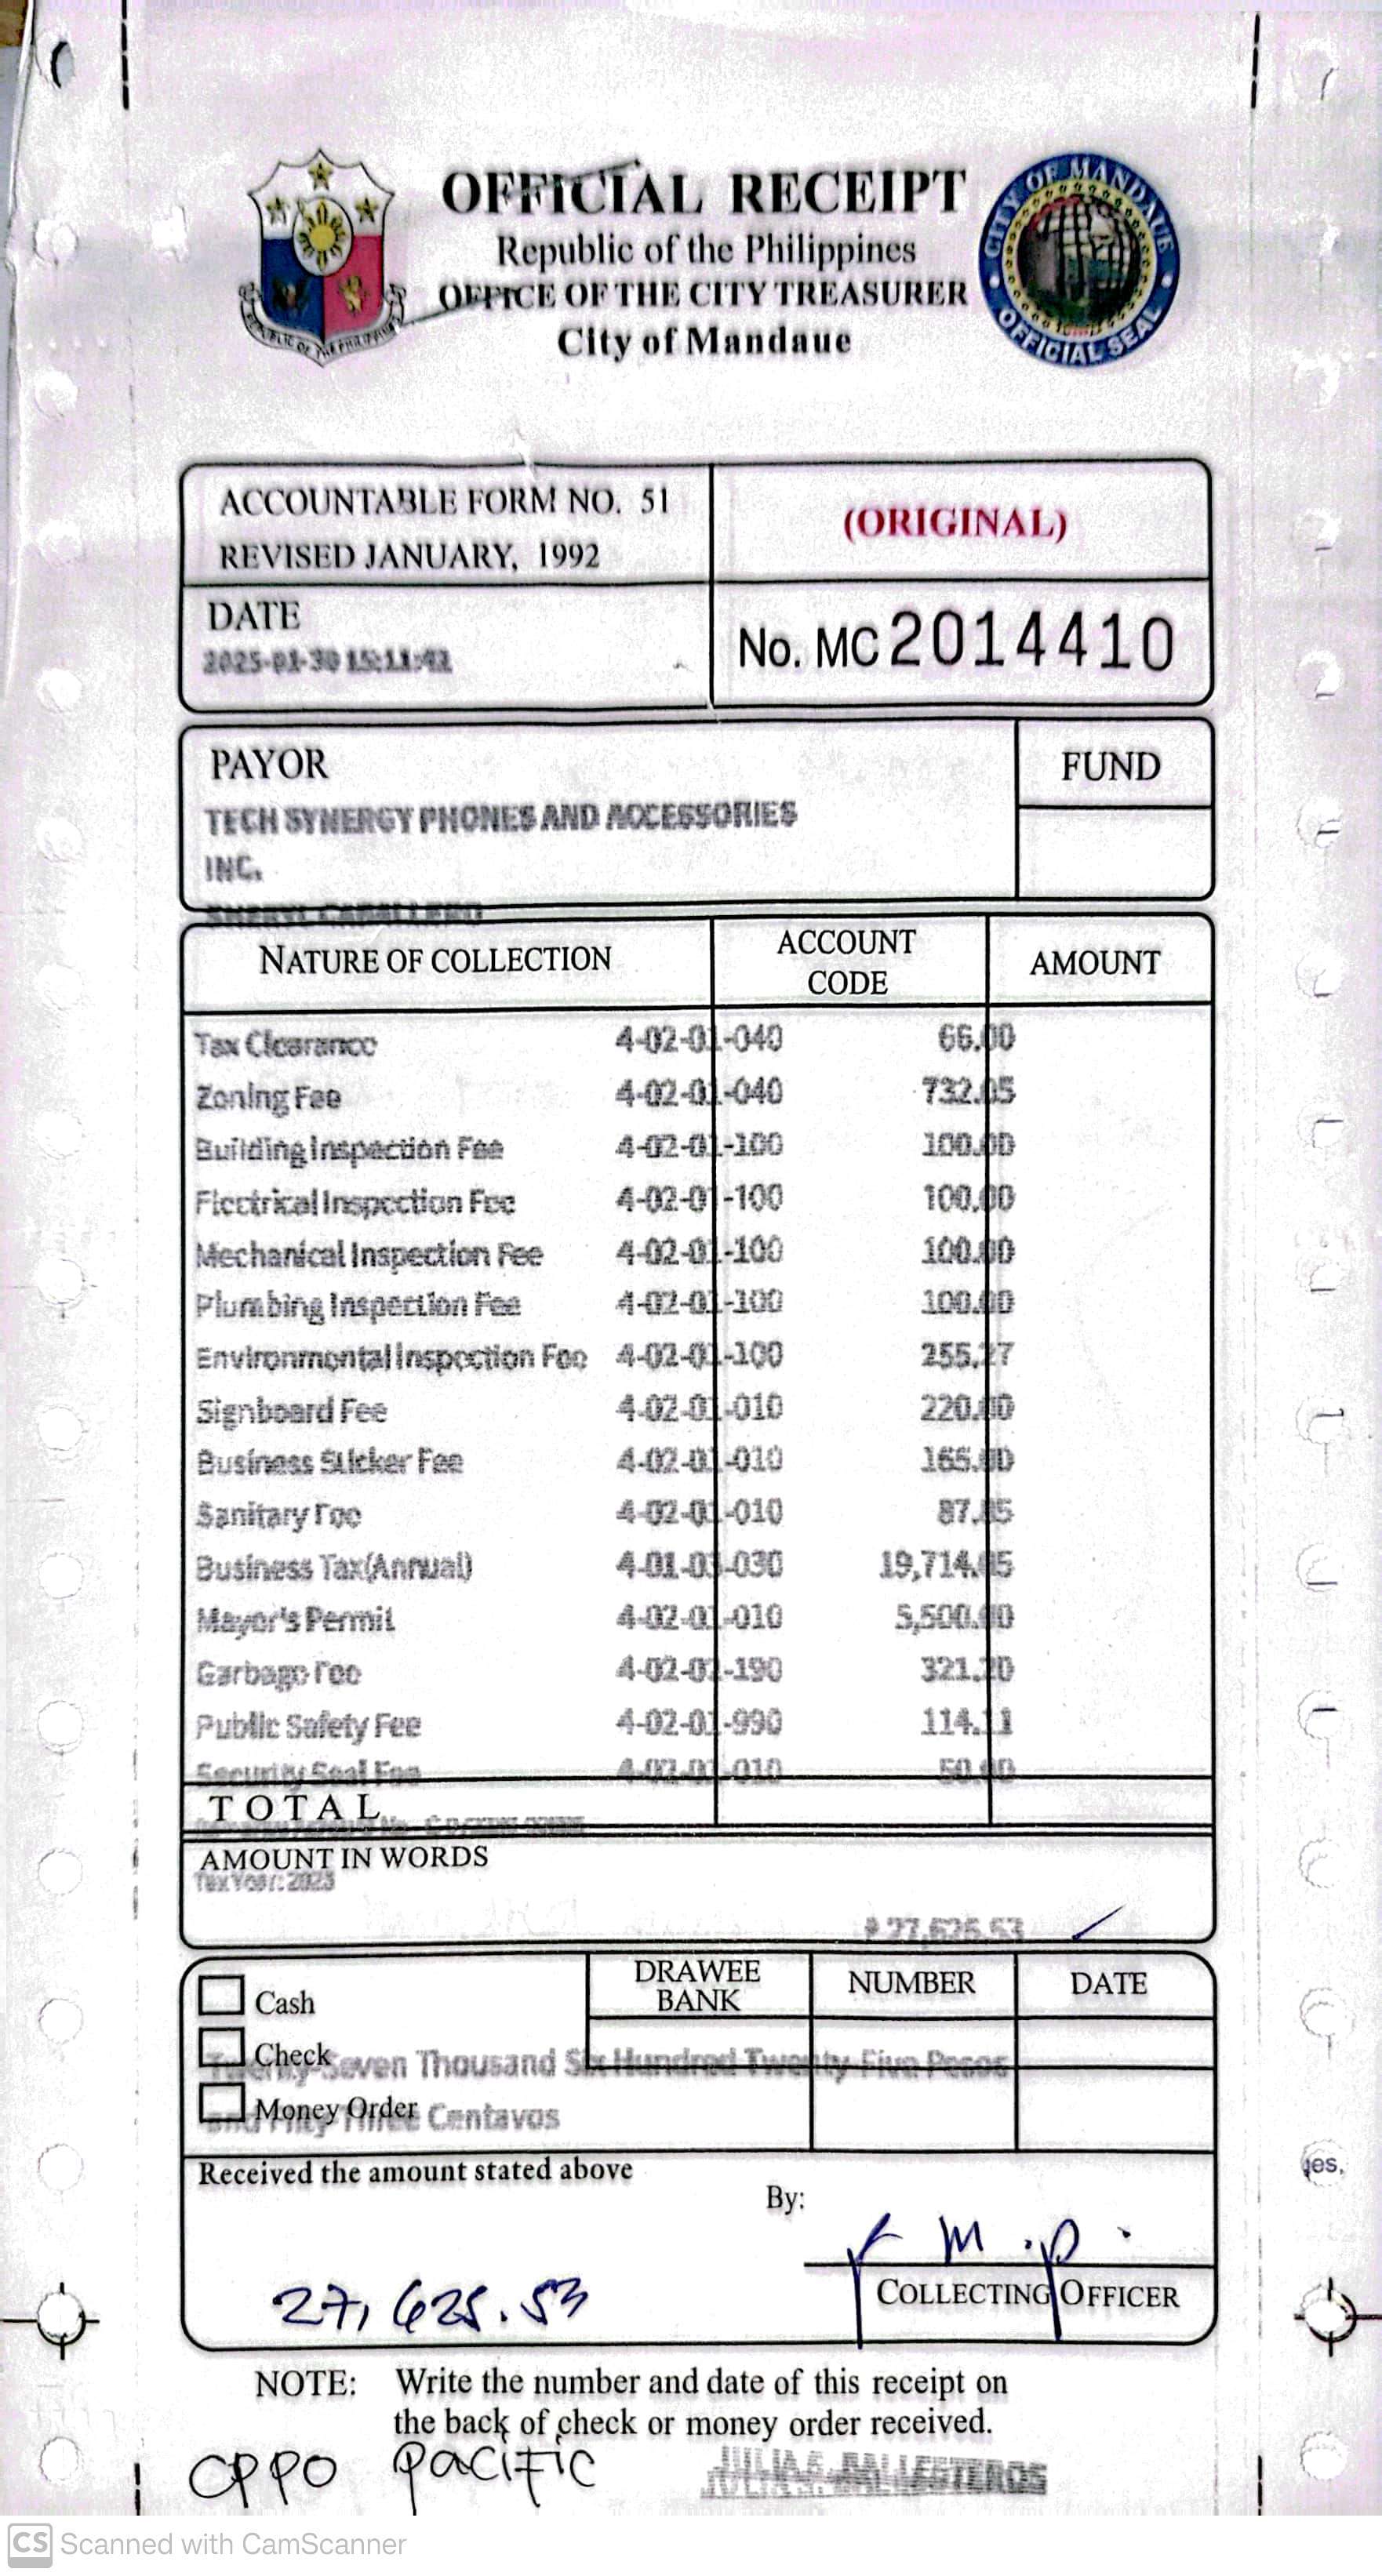 OFFICIAL RECEIPT
Republic of the Philippines
OFFICE OF THE CITY TREASURER
City of Mandaue
REPUBLIC OF THE PHILIPPINES
CITY OF MANDAUE
OFFICIAL SEAL
ACCOUNTABLE FORM NO. 51
REVISED JANUARY, 1992
(ORIGINAL)
DATE
2025-01-30 15:11:42
No. MC 2014410
PAYOR
FUND
TECH SYNERGY PHONES AND ACCESSORIES
INC.
SHERYL CABALLERO
NATURE OF COLLECTION ACCOUNT CODE AMOUNT
Tax Clearance 4-02-01-040 66.00
Zoning Fee 4-02-01-040 732.05
Building Inspection Fee 4-02-01-100 100.00
Electrical Inspection Fee 4-02-01-100 100.00
Mechanical Inspection Fee 4-02-01-100 100.00
Plumbing Inspection Fee 4-02-01-100 100.00
Environmental Inspection Fee 4-02-01-100 255.27
Signboard Fee 4-02-01-010 220.00
Business Sticker Fee 4-02-01-010 165.00
Sanitary Fee 4-02-01-010
Business Tax(Annual) 4-01-03-030
Mayor's Permit 4-02-01-010 5,500.00
Garbage Fee 4-02-02-190 321.20
Public Safety Fee 4-02-01-990 114.11
Security Seal Fee 4-02-01-010 50.00
TOTAL
AMOUNT IN WORDS
Tax Year:
₱ 27,625.53
Cash
Check
Money Order
DRAWEE BANK NUMBER DATE
Twenty-Seven Thousand Six Hundred Twenty-Five Pesos
and Fifty-Three Centavos
Received the amount stated above
By:
COLLECTING OFFICER
27,625.53
NOTE: Write the number and date of this receipt on
the back of check or money order received.
CPPO PACIFIC
BALLESTEROS
ges,
CS Scanned with CamScanner